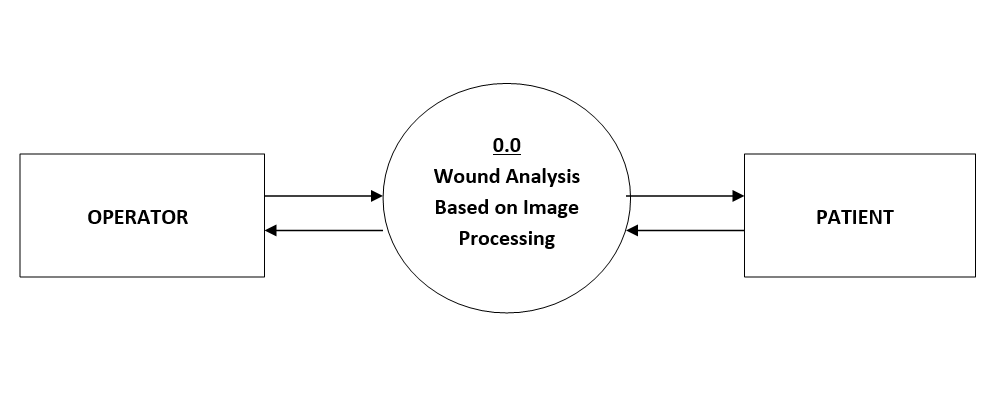 OPERATOR
0.0
Wound Analysis
Based on Image
Processing
PATIENT